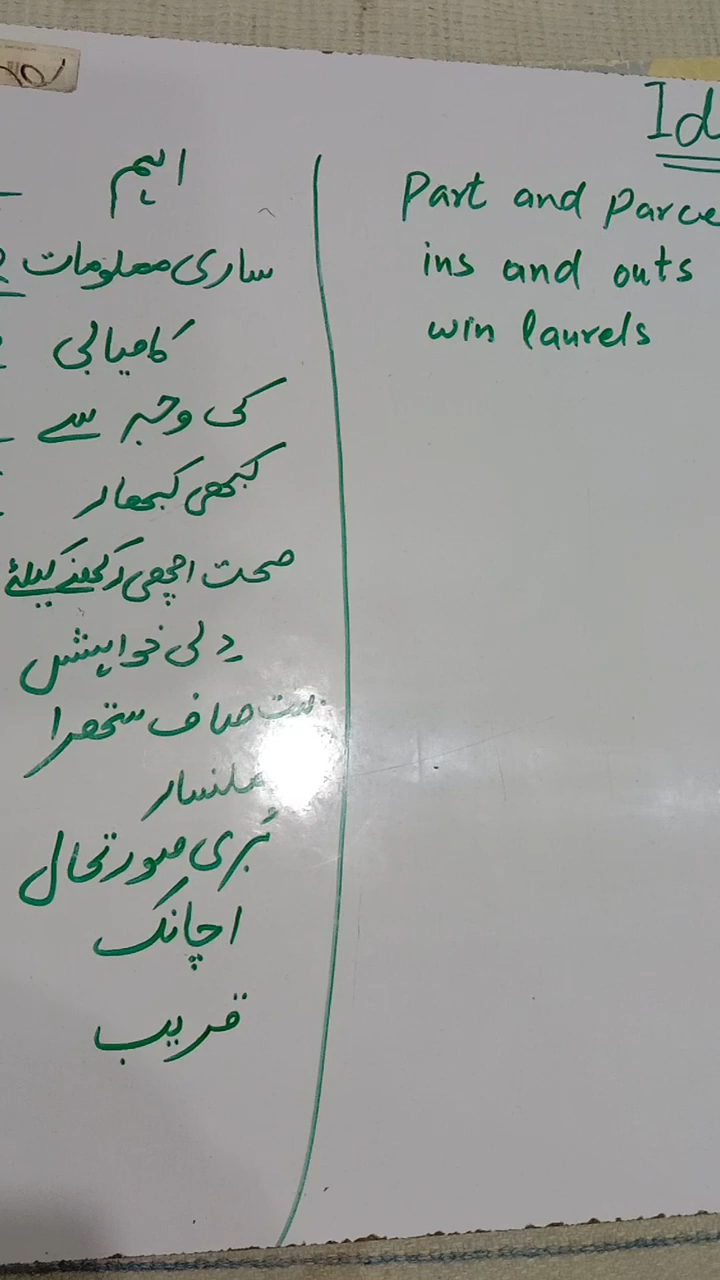 Id
اہم
ساری معلومات
کامیابی
کی وجہ سے
کبھی کبھار
صحت اچھی رکھنے کیلئے
دلی خواہش
صاف ستھرا
ملنسار
بُری صورتحال
اچانک
قریب
Part and Parce
ins and outs
win laurels